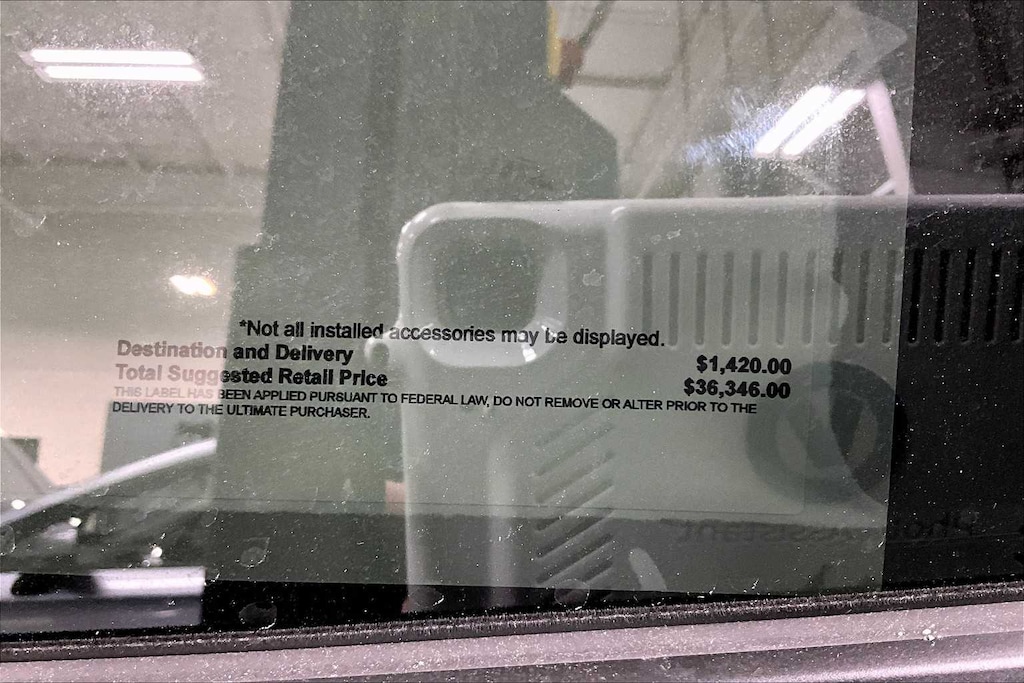 *Not all installed accessories may be displayed.
Destination and Delivery $1,420.00
Total Suggested Retail Price $36,346.00
THIS LABEL HAS BEEN APPLIED PURSUANT TO FEDERAL LAW, DO NOT REMOVE OR ALTER PRIOR TO THE
DELIVERY TO THE ULTIMATE PURCHASER.